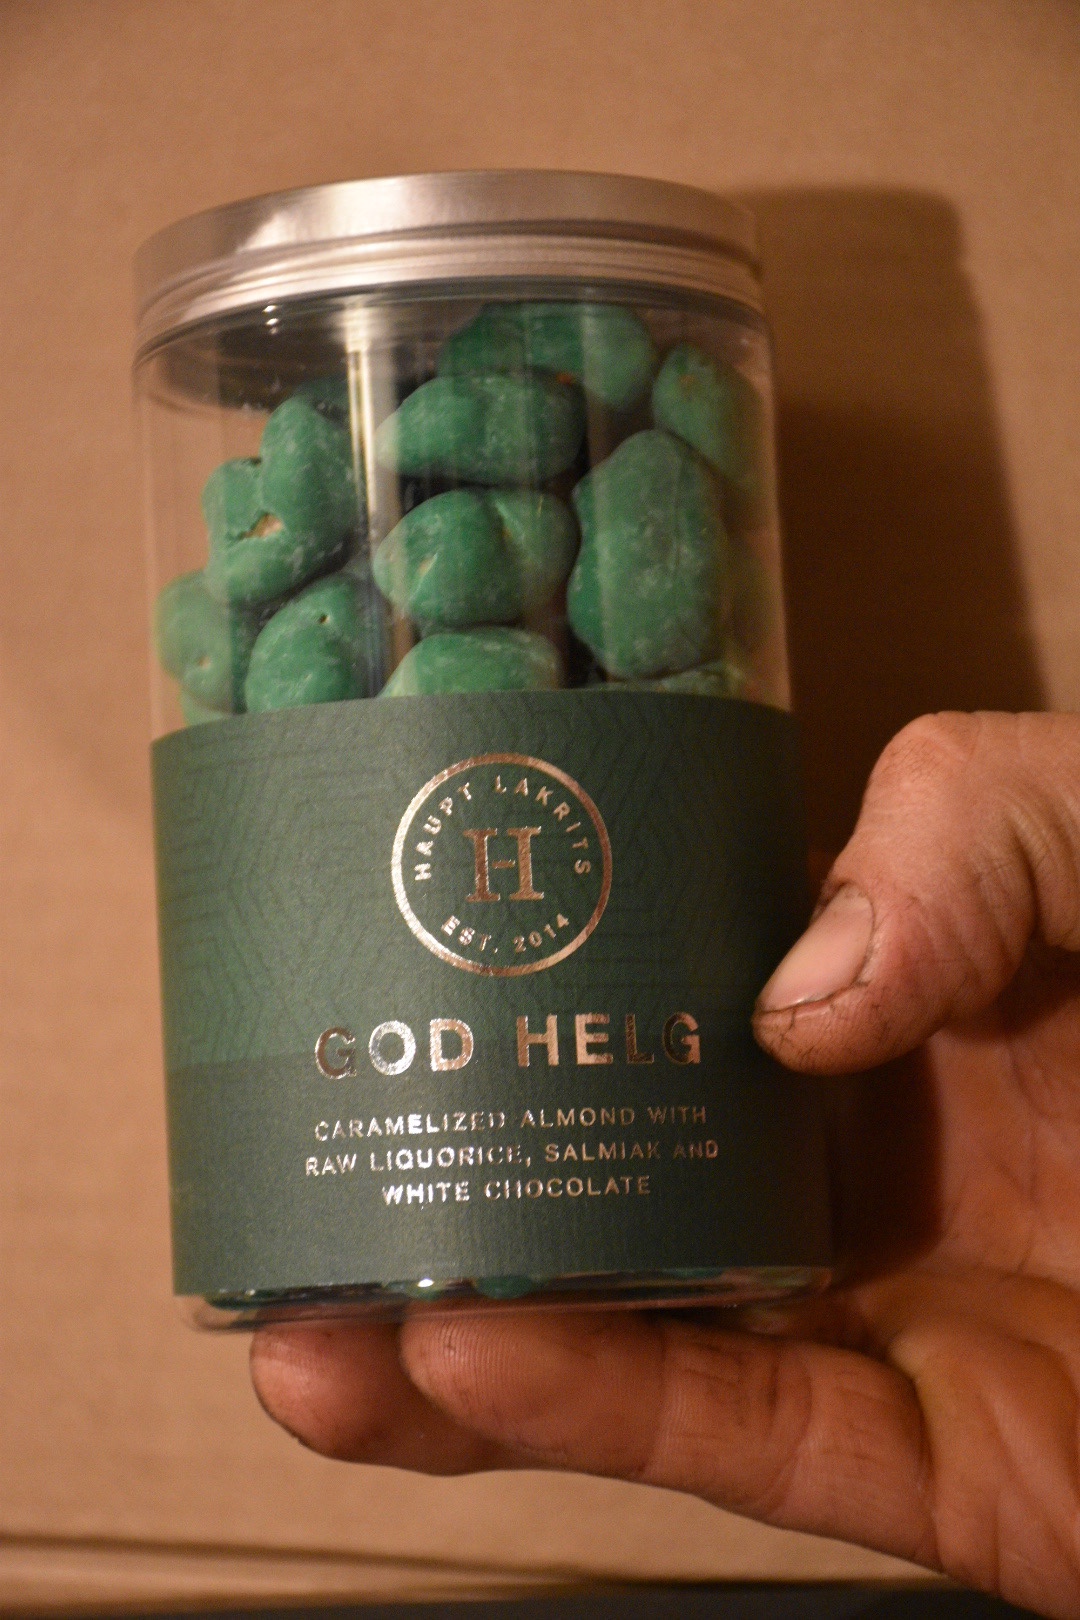 HAUPT LAKRITS
H
EST. 2014
GOD HELG
CARAMELIZED ALMOND WITH
RAW LIQUORICE, SALMIAK AND
WHITE CHOCOLATE